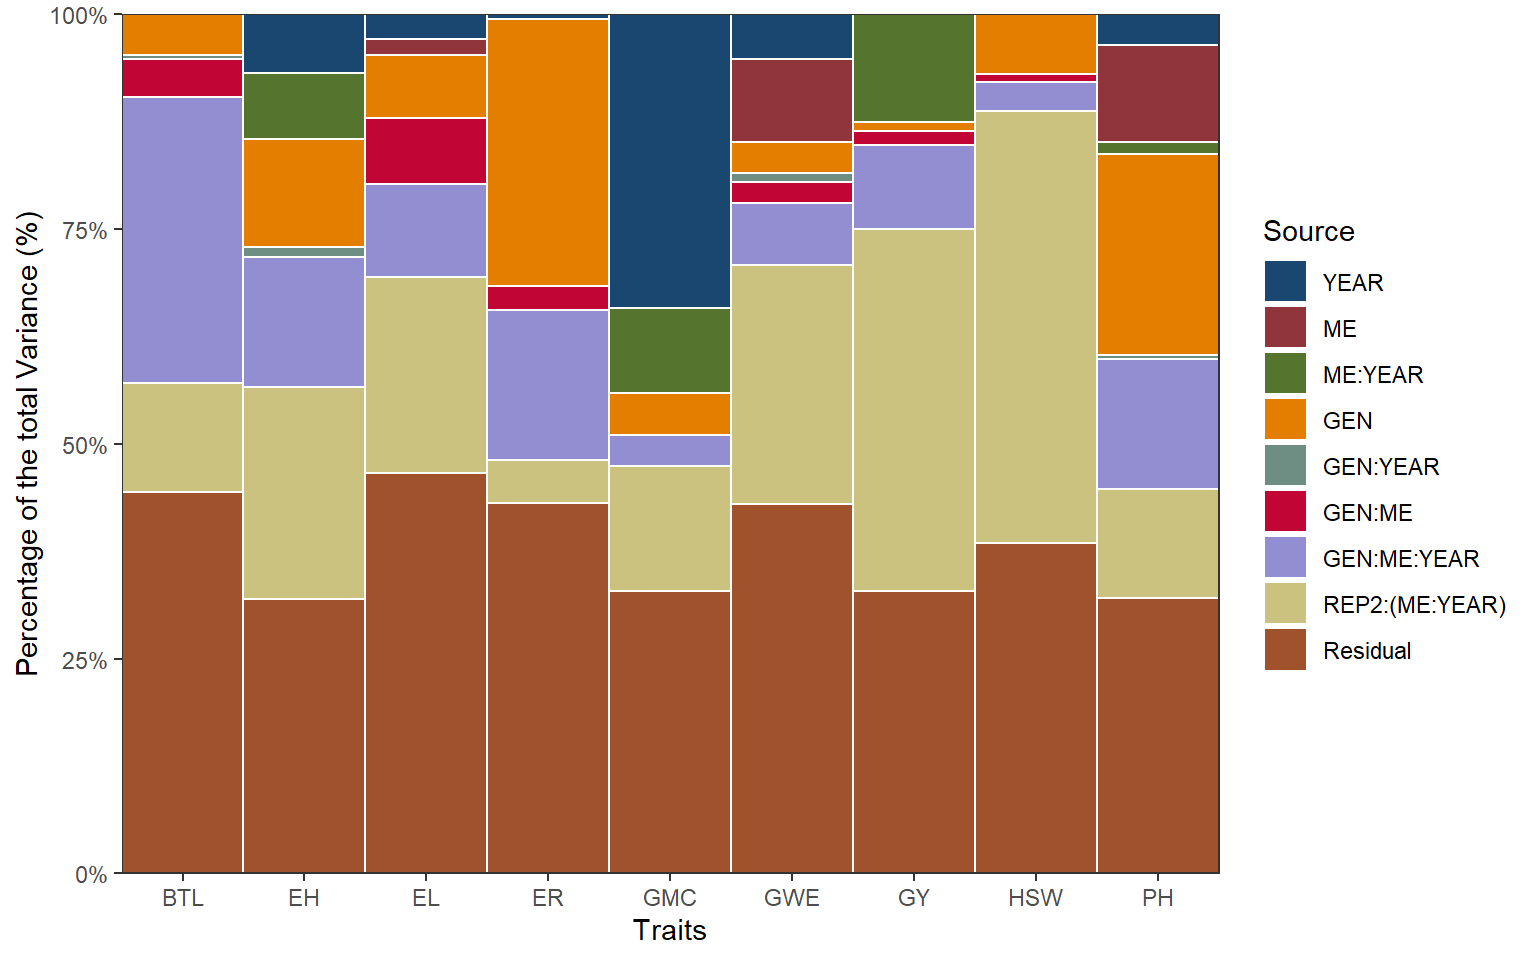 Percentage of the total Variance (%)
100%
75%
50%
25%
0%
BTL EH EL ER GMC GWE GY HSW PH
Traits
Source
YEAR
ME
ME:YEAR
GEN
GEN:YEAR
GEN:ME
GEN:ME:YEAR
REP2:(ME:YEAR)
Residual